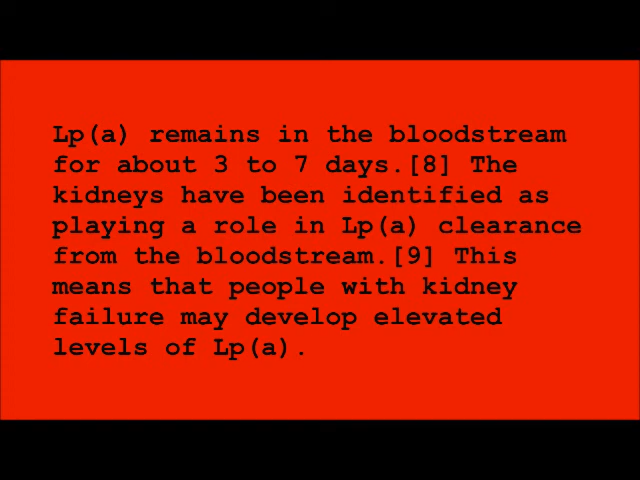 Lp(a) remains in the bloodstream
for about 3 to 7 days.[8] The
kidneys have been identified as
playing a role in Lp(a) clearance
from the bloodstream.[9] This
means that people with kidney
failure may develop elevated
levels of Lp(a).